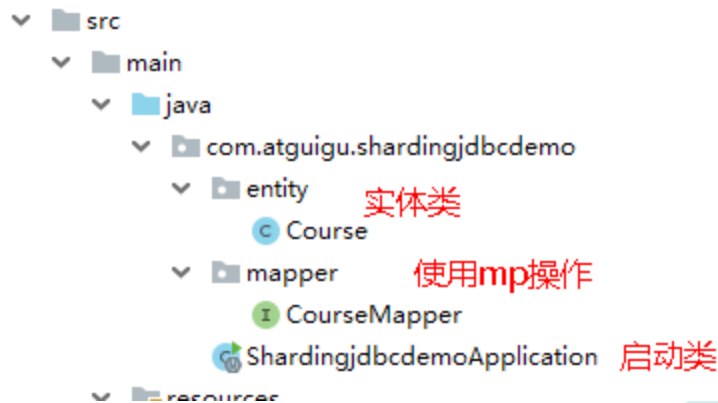 src
main
java
com.atguigu.shardingjdbcdemo
entity 实体类
C Course
mapper 使用mp操作
I CourseMapper
C ShardingjdbcdemoApplication 启动类
resources